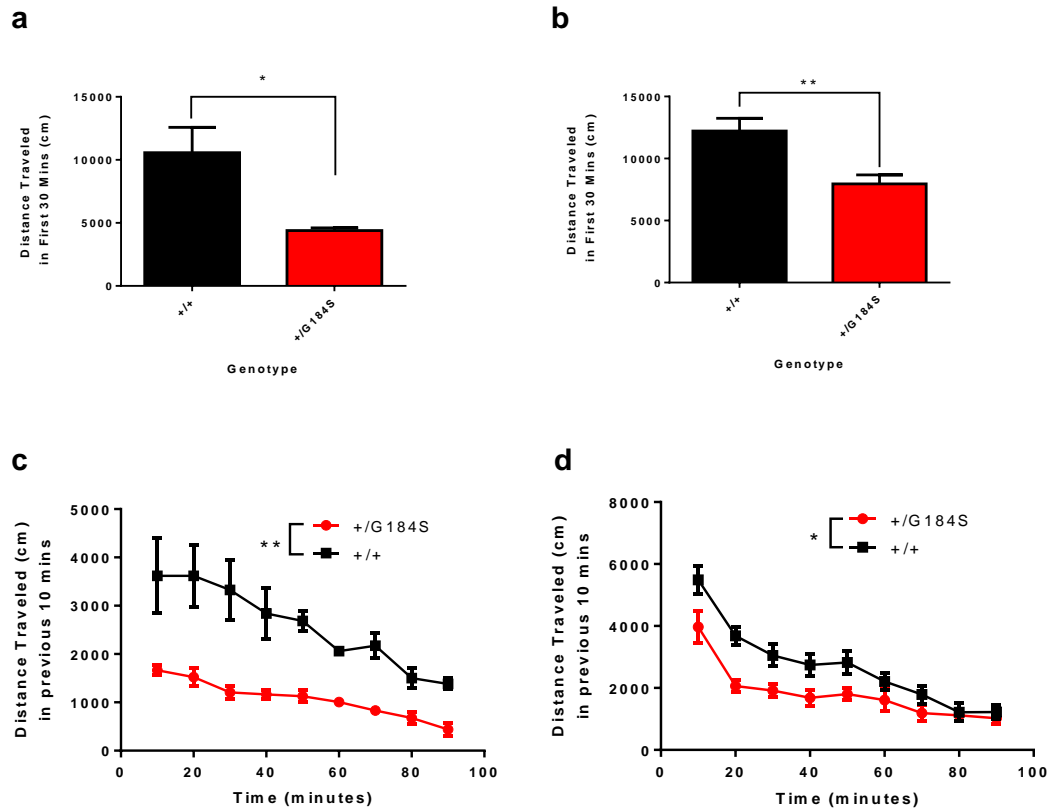 a
*
15000
10000
5000
0
Distance Traveled
in First 30 Mins (cm)
+/+
+/G184S
Genotype
b
**
15000
10000
5000
0
Distance Traveled
in First 30 Mins (cm)
+/+
+/G184S
Genotype
c
5000
4000
3000
2000
1000
0
Distance Traveled (cm)
in previous 10 mins
**
+/G184S
+/+
0
20
40
60
80
100
Time (minutes)
d
8000
6000
4000
2000
0
Distance Traveled (cm)
in previous 10 mins
*
+/G184S
+/+
0
20
40
60
80
100
Time (minutes)